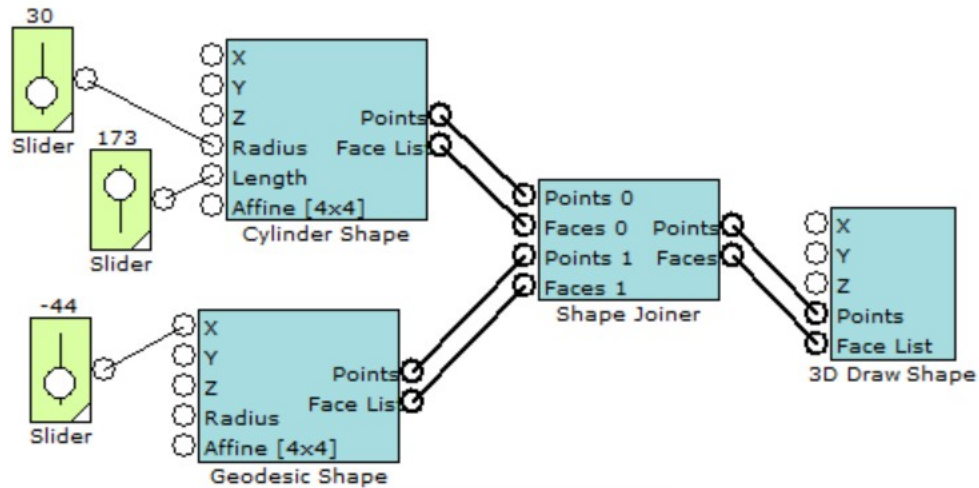 30
Slider
173
Slider
X
Y
Z
Radius
Length
Affine [4x4]
Points
Face List
Cylinder Shape
-44
Slider
X
Y
Z
Radius
Affine [4x4]
Points
Face List
Geodesic Shape
Points 0
Faces 0
Points 1
Faces 1
Points
Faces
Shape Joiner
X
Y
Z
Points
Face List
3D Draw Shape